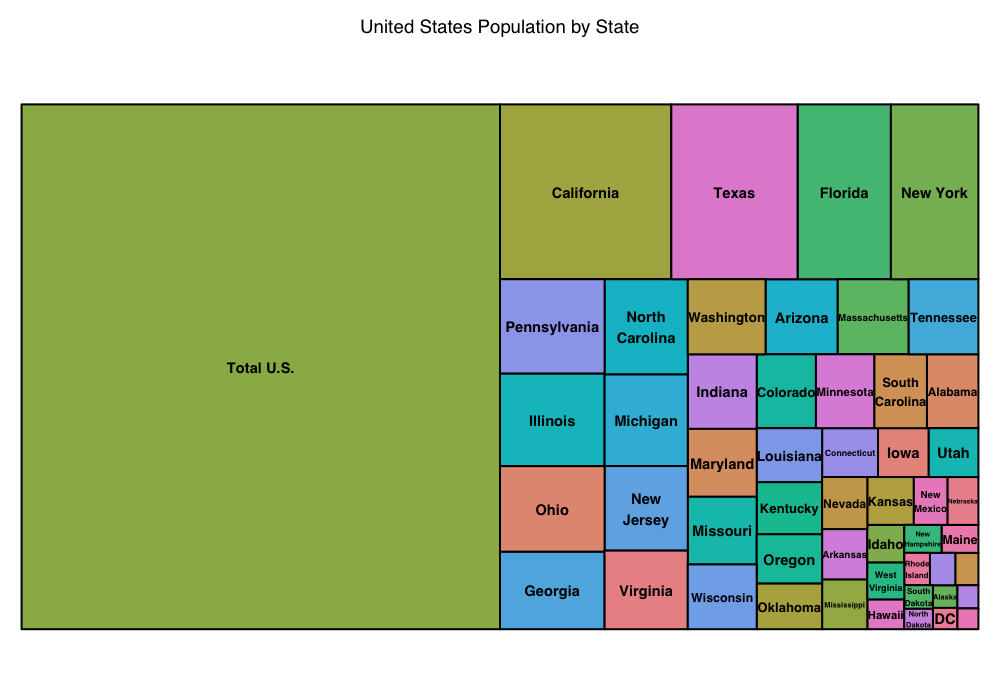 United States Population by State
California
Texas
Florida
New York
Total U.S.
Pennsylvania
North
Carolina
Washington
Arizona
Massachusetts
Tennessee
Illinois
Michigan
Indiana
Colorado
Minnesota
South
Carolina
Alabama
Ohio
New
Jersey
Maryland
Louisiana
Connecticut
Iowa
Utah
Missouri
Kentucky
Nevada
Kansas
New
Mexico
Nebraska
Georgia
Virginia
Wisconsin
Oregon
Oklahoma
Arkansas
Mississippi
Idaho
New
Hampshire
Maine
West
Virginia
Rhode
Island
Hawaii
South
Dakota
Alaska
North
Dakota
DC